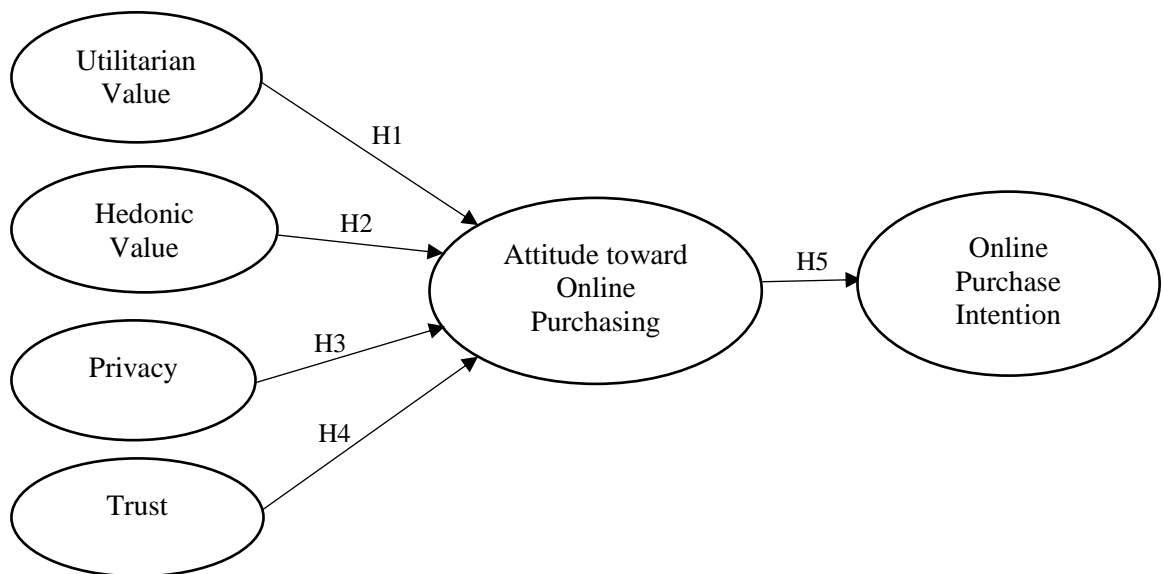 Utilitarian
Value
H1
Hedonic
Value
H2
Privacy
H3
Trust
H4
Attitude toward
Online
Purchasing
H5
Online
Purchase
Intention